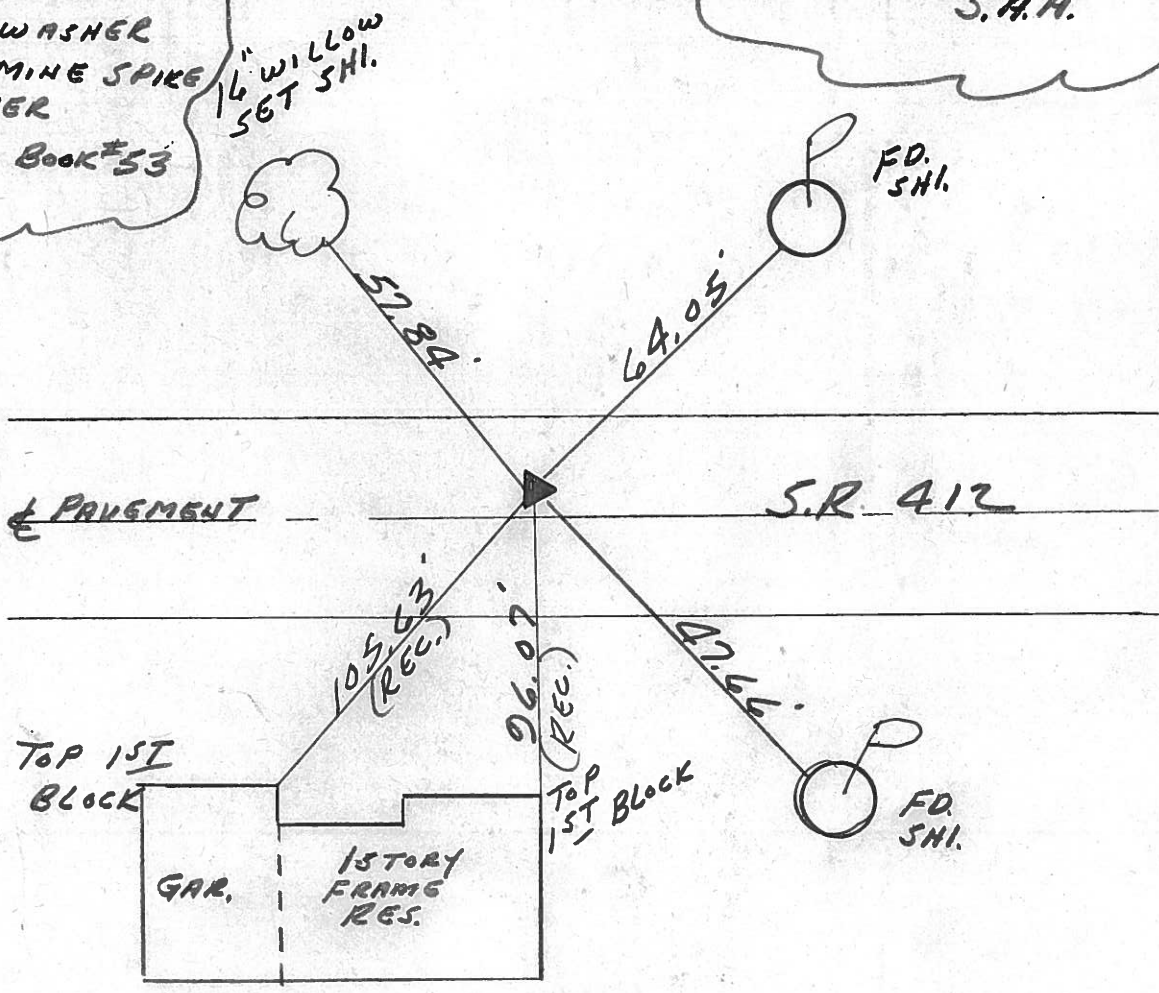 WASHER
MINE SPIKE
ER
BOOK #53
S.H.H.
16" WILLOW
SET SHI.
FD.
SHI.
57.84'
64.05'
℄ PAVEMENT
S.R. 412
105.63'
(REC.)
96.07'
(REC.)
47.66'
TOP 1ST
BLOCK
TOP
1ST BLOCK
FD.
SHI.
GAR.
1 STORY
FRAME
RES.